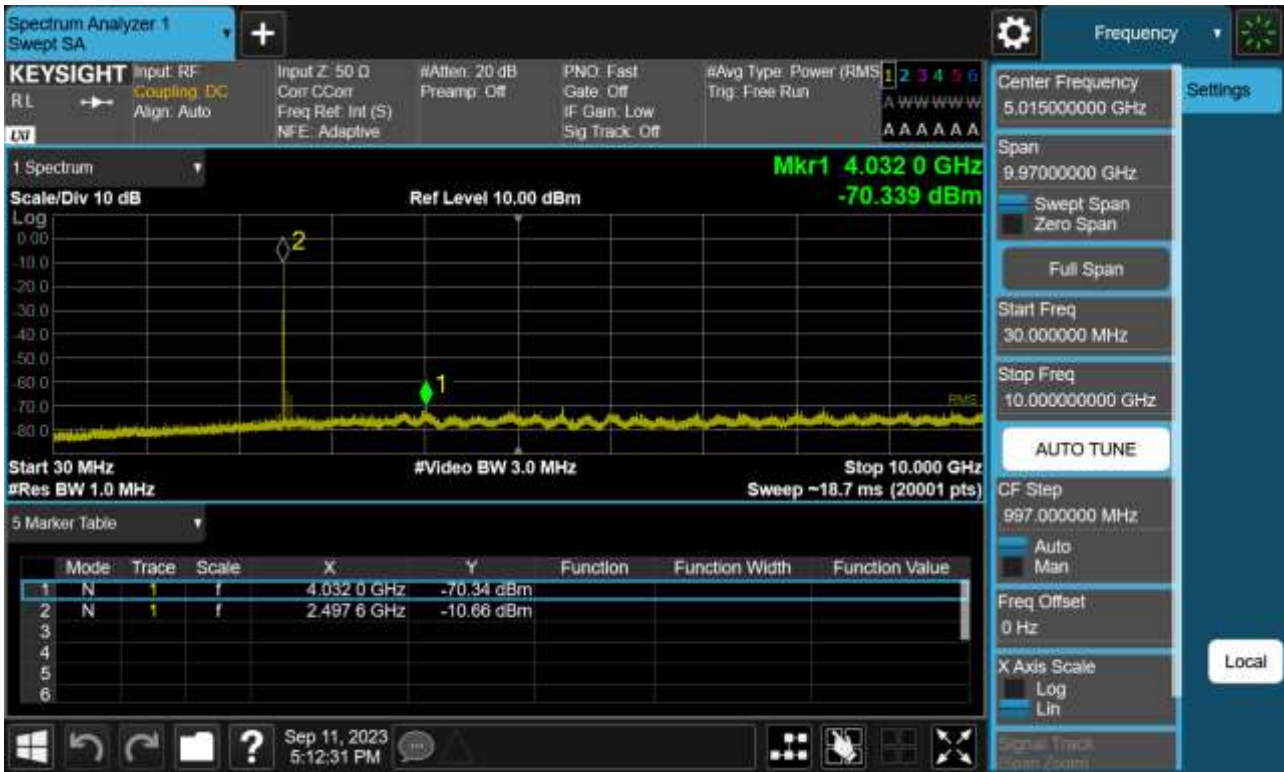 Spectrum Analyzer 1
Swept SA
+
Frequency
KEYSIGHT
RL
LXI
Input: RF
Coupling: DC
Align: Auto
Input Z: 50 Ω
Corr CCorr
Freq Ref: Int (S)
NFE: Adaptive
#Atten: 20 dB
Preamp: Off
PNO: Fast
Gate: Off
IF Gain: Low
Sig Track: Off
#Avg Type: Power (RMS
Trig: Free Run
1 2 3 4 5 6
A W W W W W
A A A A A A
1 Spectrum
Mkr1 4.032 0 GHz
Scale/Div 10 dB
Ref Level 10.00 dBm
-70.339 dBm
Log
0.00
-10.0
-20.0
-30.0
-40.0
-50.0
-60.0
-70.0
-80.0
2
1
RMS
Start 30 MHz
#Video BW 3.0 MHz
Stop 10.000 GHz
#Res BW 1.0 MHz
Sweep ~18.7 ms (20001 pts)
5 Marker Table
Mode Trace Scale X Y Function Function Width Function Value
1 N 1 f 4.032 0 GHz -70.34 dBm
2 N 1 f 2.497 6 GHz -10.66 dBm
3
4
5
6
?
Sep 11, 2023
5:12:31 PM
Center Frequency
5.015000000 GHz
Settings
Span
9.97000000 GHz
Swept Span
Zero Span
Full Span
Start Freq
30.000000 MHz
Stop Freq
10.000000000 GHz
AUTO TUNE
CF Step
997.000000 MHz
Auto
Man
Freq Offset
0 Hz
X Axis Scale
Log
Lin
Local
Signal Track
(Span Zoom)